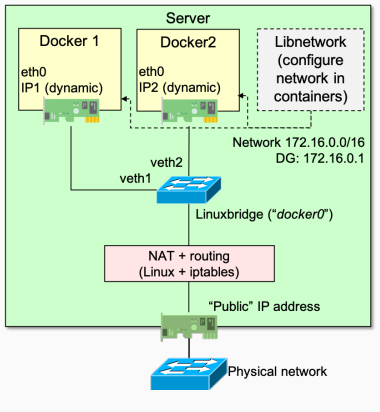 Server
Docker 1
eth0
IP1 (dynamic)
Docker2
eth0
IP2 (dynamic)
Libnetwork
(configure
network in
containers)
Network 172.16.0.0/16
DG: 172.16.0.1
veth2
veth1
Linuxbridge (“docker0”)
NAT + routing
(Linux + iptables)
“Public” IP address
Physical network